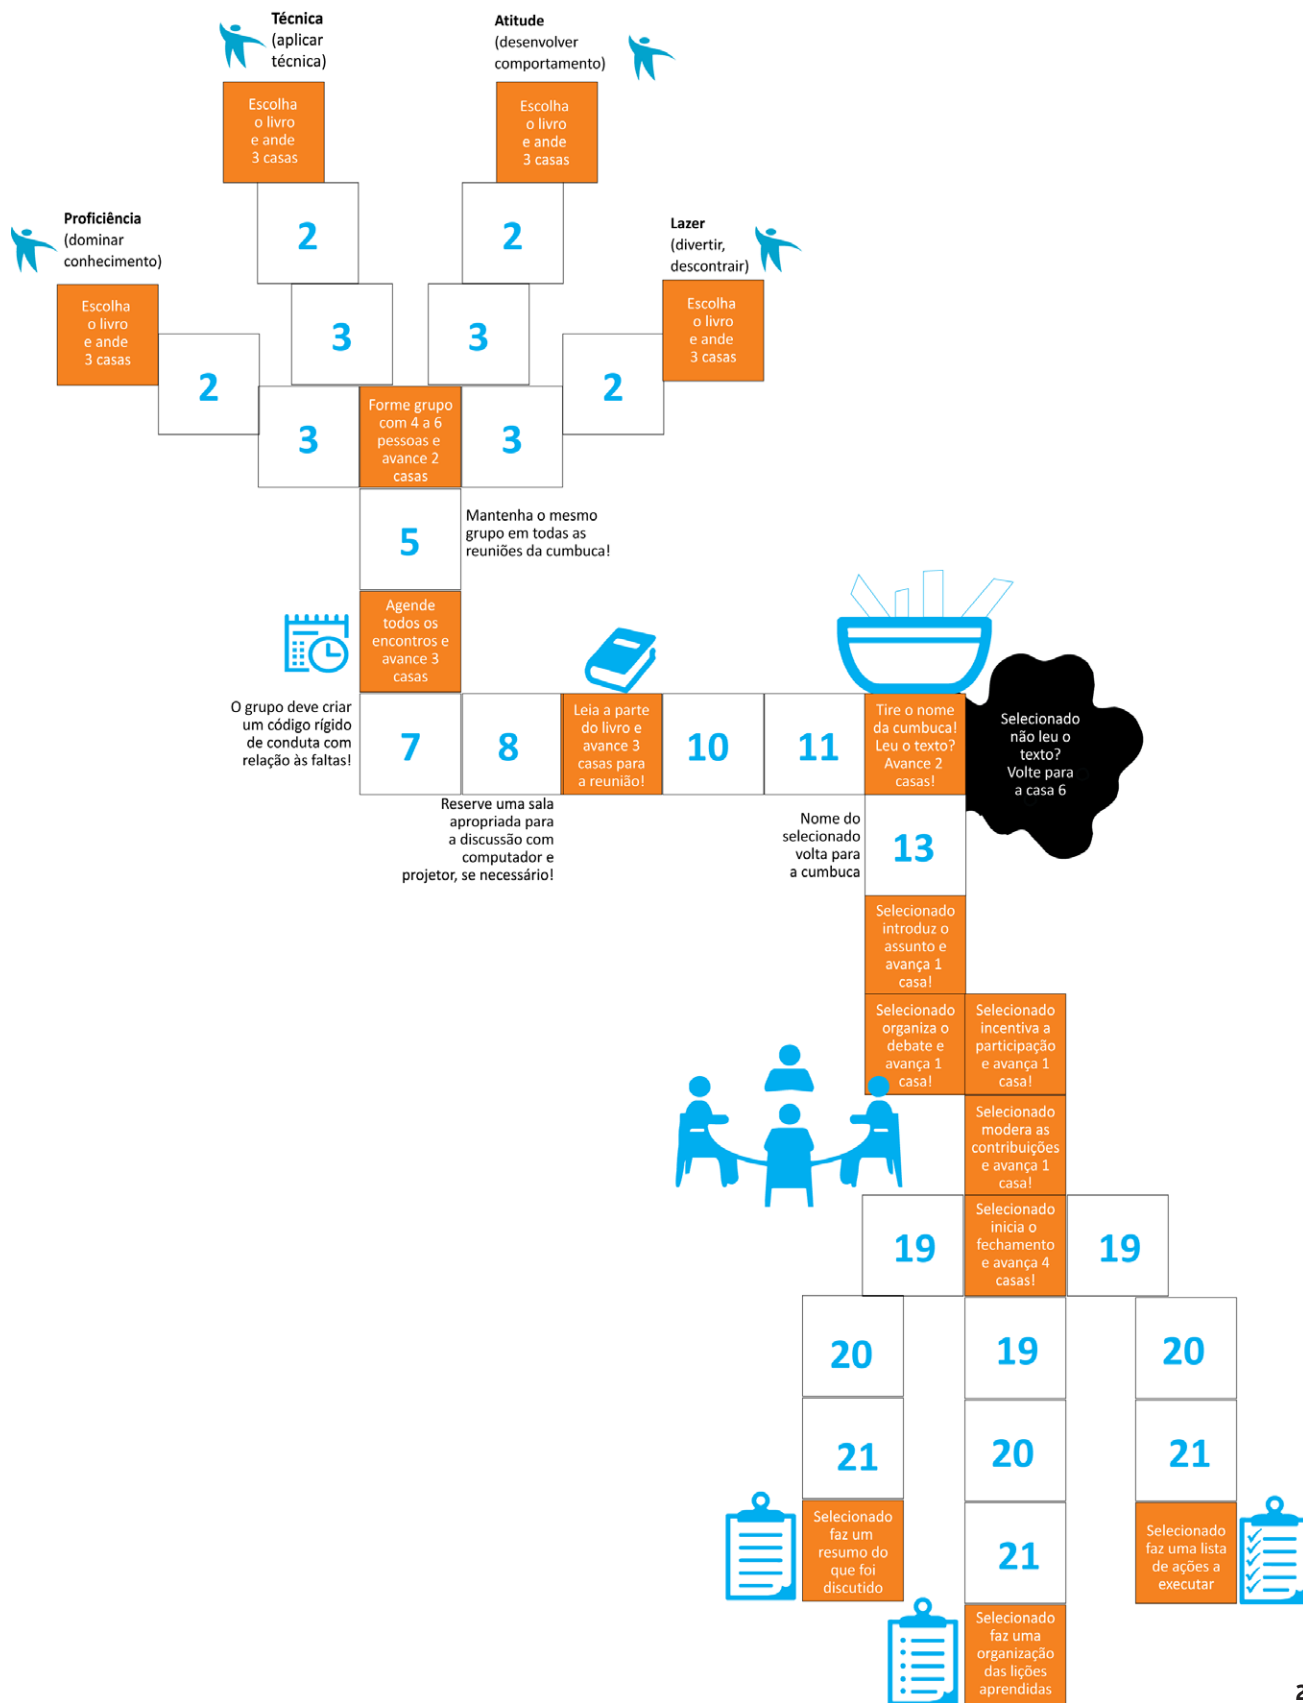 Técnica
(aplicar
técnica)
Atitude
(desenvolver
comportamento)
Escolha
o livro
e ande
3 casas
Escolha
o livro
e ande
3 casas
2
2
Proficiência
(dominar
conhecimento)
Lazer
(divertir,
descontrair)
Escolha
o livro
e ande
3 casas
3
3
Escolha
o livro
e ande
3 casas
2
2
3
Forme grupo
com 4 a 6
pessoas e
avance 2
casas
3
5
Mantenha o mesmo
grupo em todas as
reuniões da cumbuca!
Agende
todos os
encontros e
avance 3
casas
O grupo deve criar
um código rígido
de conduta com
relação às faltas!
7
8
Leia a parte
do livro e
avance 3
casas para
a reunião!
10
11
Tire o nome
da cumbuca!
Leu o texto?
Avance 2
casas!
Selecionado
não leu o
texto?
Volte para
a casa 6
Reserve uma sala
apropriada para
a discussão com
computador e
projetor, se necessário!
Nome do
selecionado
volta para
a cumbuca
13
Selecionado
introduz o
assunto e
avança 1
casa!
Selecionado
organiza o
debate e
avança 1
casa!
Selecionado
incentiva a
participação
e avança 1
casa!
Selecionado
modera as
contribuições
e avança 1
casa!
19
Selecionado
inicia o
fechamento
e avança 4
casas!
19
20
19
20
21
20
21
Selecionado
faz um
resumo do
que foi
discutido
21
Selecionado
faz uma lista
de ações a
executar
Selecionado
faz uma
organização
das lições
aprendidas